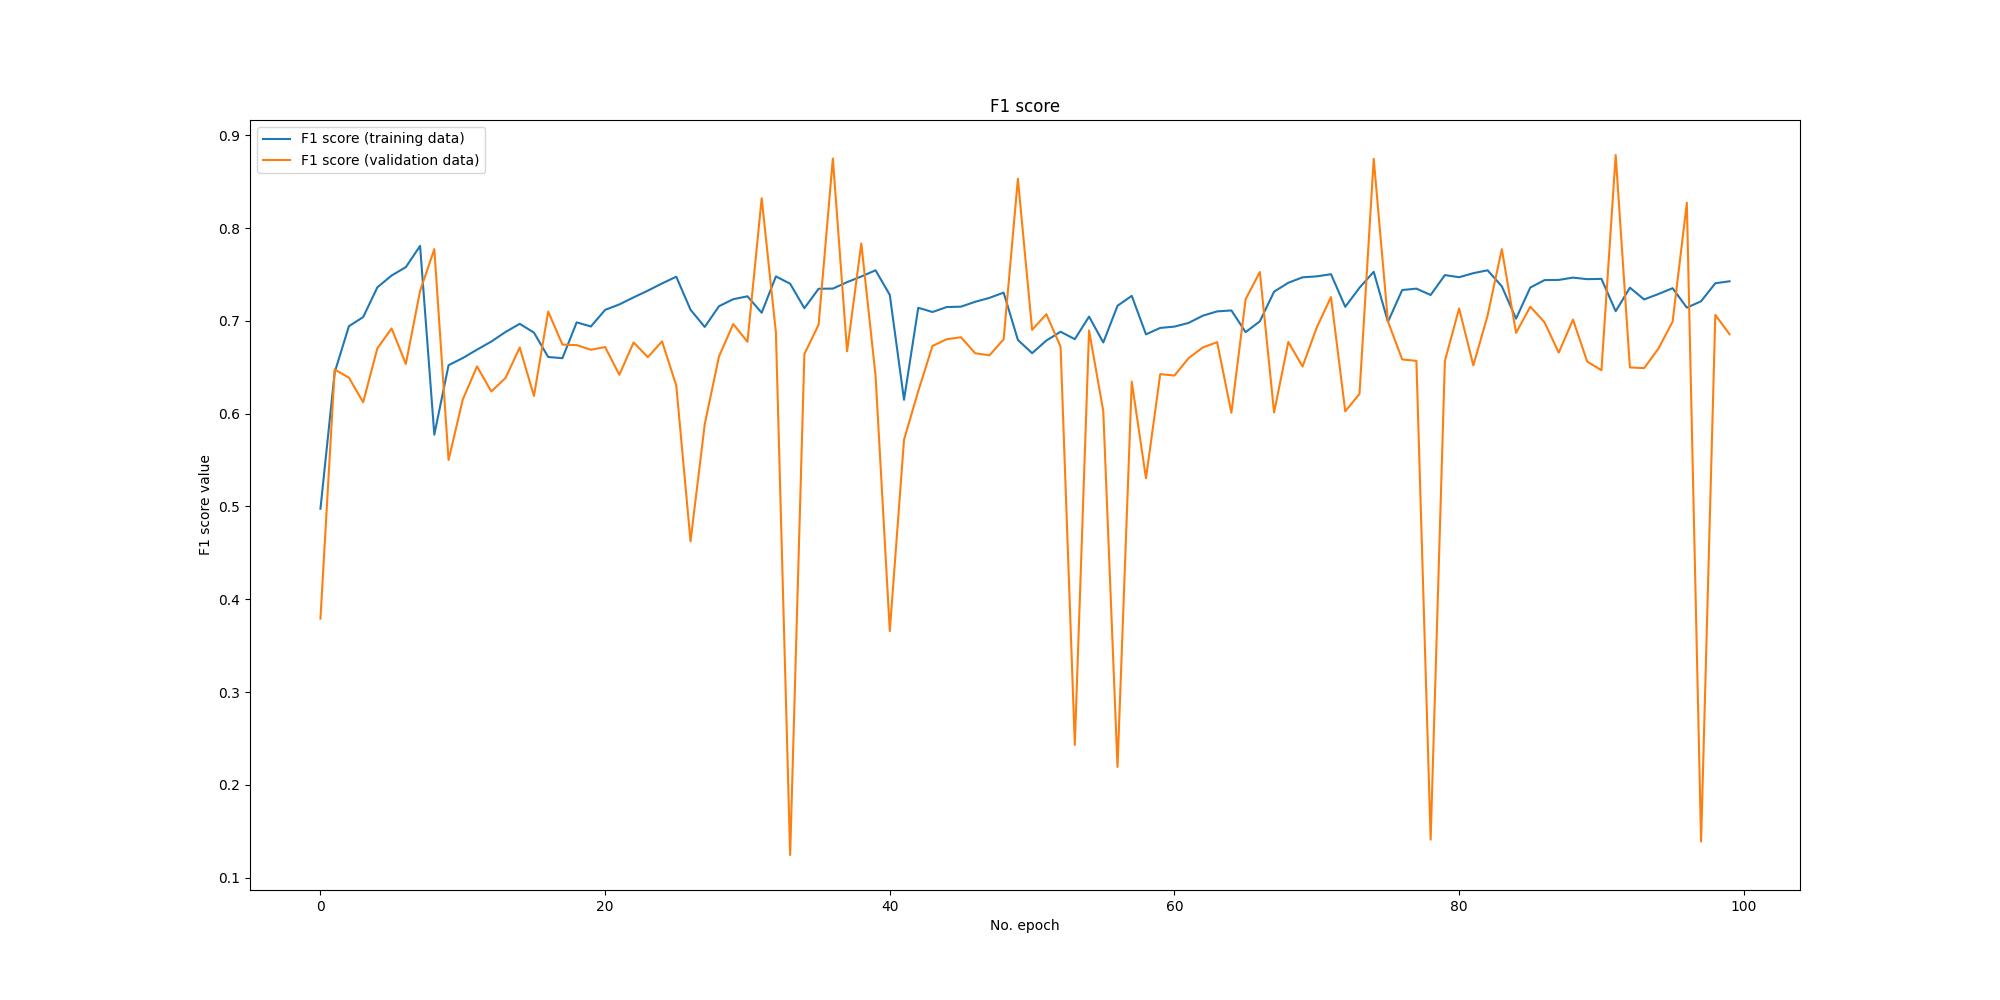 F1 score
F1 score (training data)
F1 score (validation data)
F1 score value
0.9
0.8
0.7
0.6
0.5
0.4
0.3
0.2
0.1
0 20 40 60 80 100
No. epoch